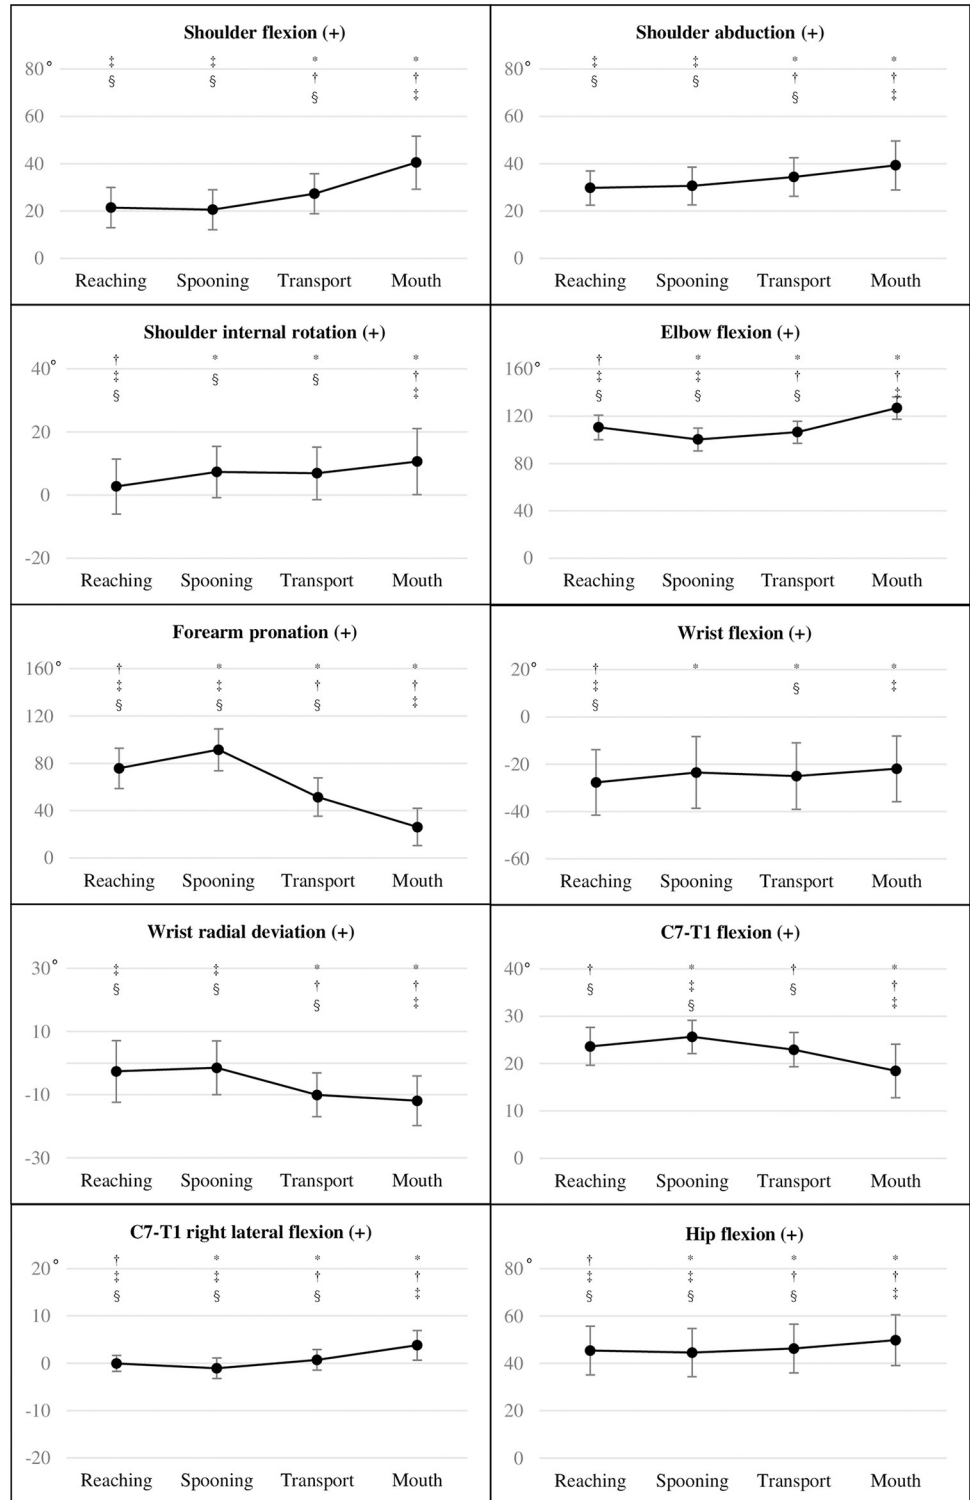 Shoulder flexion (+)
‡ ‡ * *
80° § § † †
§ ‡
60
40
20
0
Reaching Spooning Transport Mouth
Shoulder abduction (+)
‡ ‡ * *
80° § § † †
§ ‡
60
40
20
0
Reaching Spooning Transport Mouth
Shoulder internal rotation (+)
† * * *
40° ‡ § § †
§ ‡
20
0
-20
Reaching Spooning Transport Mouth
Elbow flexion (+)
† * * *
160° ‡ ‡ † †
§ § § ‡
120
80
40
0
Reaching Spooning Transport Mouth
Forearm pronation (+)
160° † * * *
‡ ‡ † †
§ § § ‡
120
80
40
0
Reaching Spooning Transport Mouth
Wrist flexion (+)
20° † * * *
‡ § ‡
§
0
-20
-40
-60
Reaching Spooning Transport Mouth
Wrist radial deviation (+)
30° ‡ ‡ * *
§ § † †
§ ‡
10
-10
-30
Reaching Spooning Transport Mouth
C7-T1 flexion (+)
40° † * † *
§ ‡ § †
§ ‡
30
20
10
0
Reaching Spooning Transport Mouth
C7-T1 right lateral flexion (+)
† * * *
20° ‡ ‡ † †
§ § § ‡
10
0
-10
-20
Reaching Spooning Transport Mouth
Hip flexion (+)
† * * *
80° ‡ ‡ † †
§ § § ‡
60
40
20
0
Reaching Spooning Transport Mouth